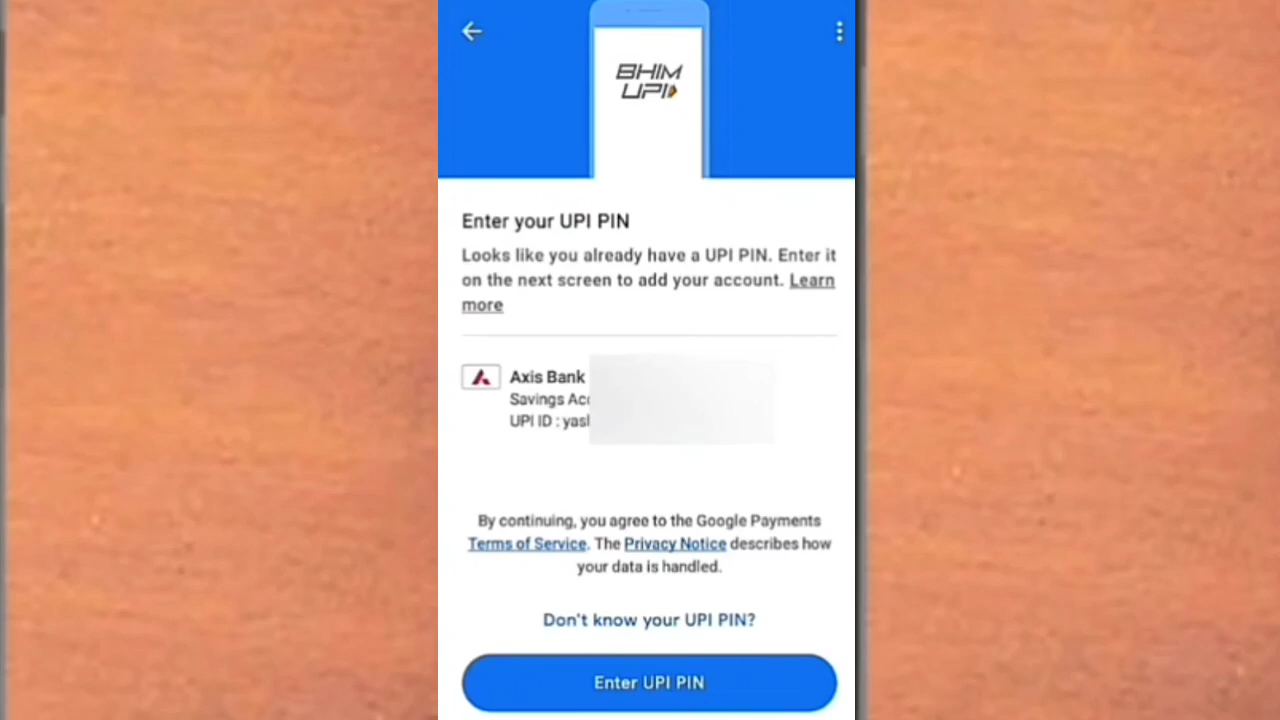 BHIM
UPI
Enter your UPI PIN
Looks like you already have a UPI PIN. Enter it
on the next screen to add your account. Learn
more
Axis Bank
Savings
UPI ID :
By continuing, you agree to the Google Payments
Terms of Service. The Privacy Notice describes how
your data is handled.
Don't know your UPI PIN?
Enter UPI PIN